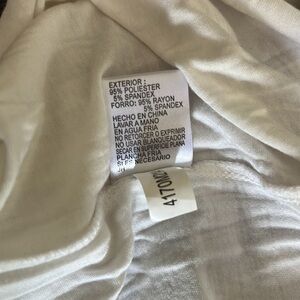 EXTERIOR :
95% POLIESTER
5% SPANDEX
FORRO: 95% RAYON
5% SPANDEX
HECHO EN CHINA
LAVAR A MANO
EN AGUA FRIA
NO RETORCER O EXPRIMIR
NO USAR BLANQUEADOR
SECAR EN SUPERFICIE PLANA
PLANCHA FRIA
SI ES NECESARIO